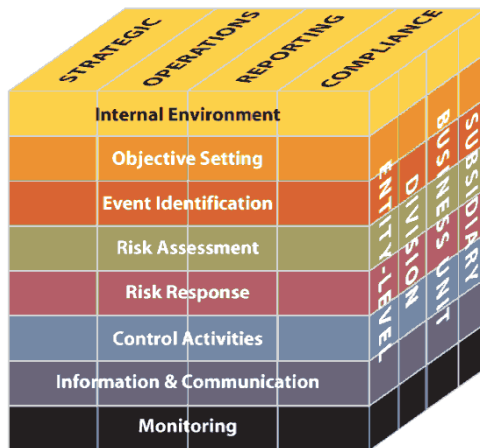 STRATEGIC
OPERATIONS
REPORTING
COMPLIANCE
Internal Environment
Objective Setting
Event Identification
Risk Assessment
Risk Response
Control Activities
Information & Communication
Monitoring
ENTITY-LEVEL
DIVISION
BUSINESS UNIT
SUBSIDIARY